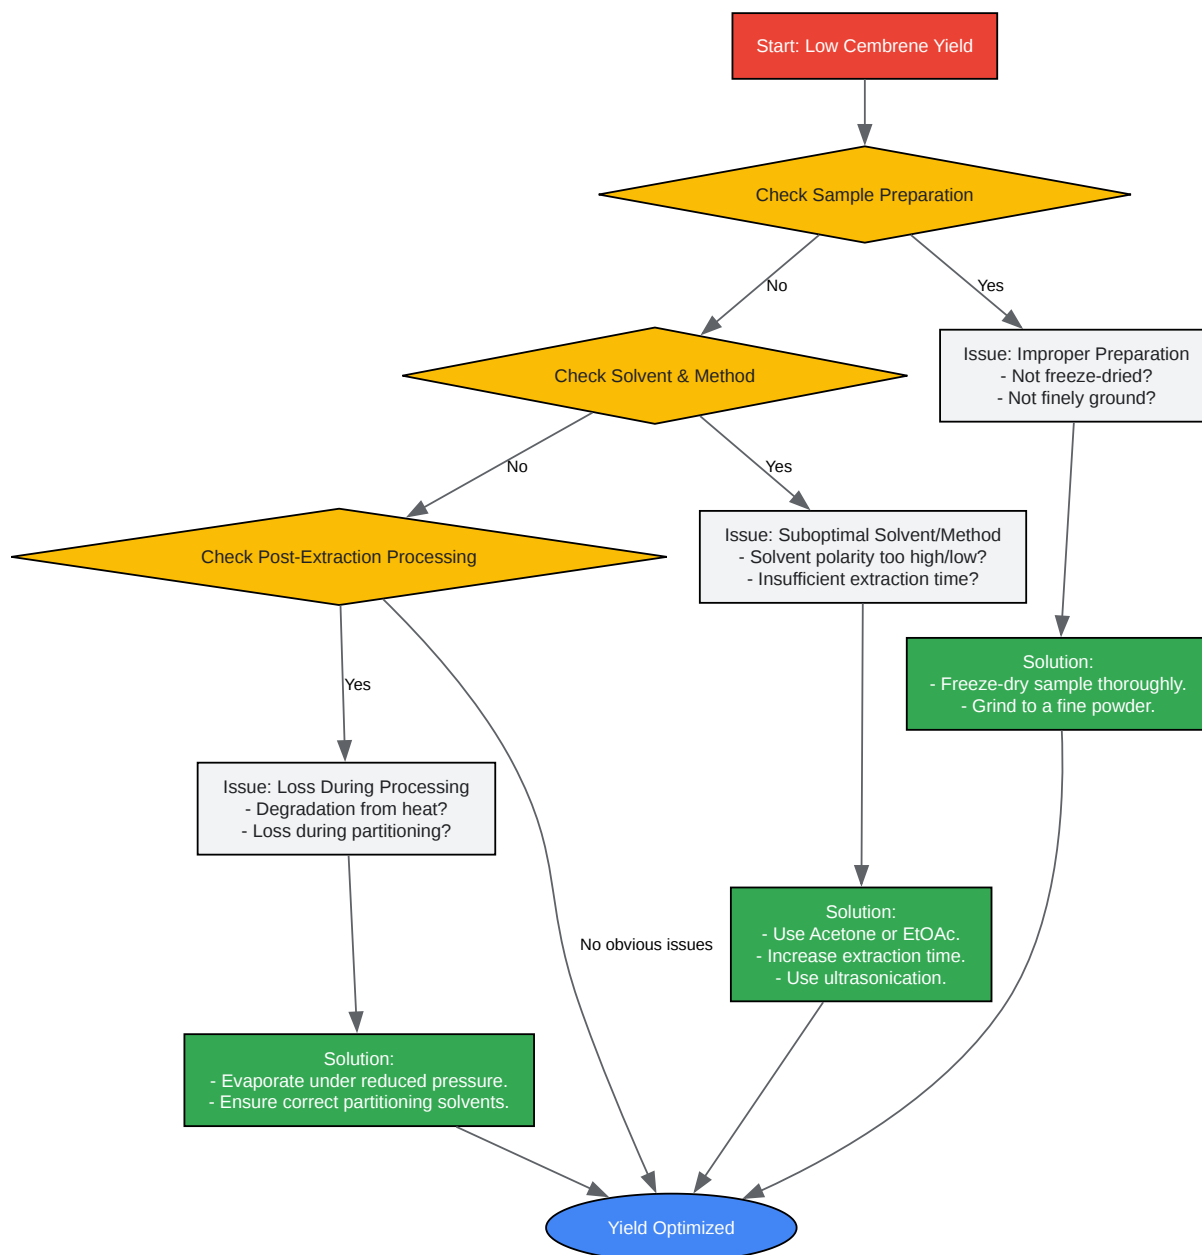 Start: Low Cembrene Yield
Check Sample Preparation
No
Yes
Check Solvent & Method
Issue: Improper Preparation
- Not freeze-dried?
- Not finely ground?
No
Yes
Check Post-Extraction Processing
Issue: Suboptimal Solvent/Method
- Solvent polarity too high/low?
- Insufficient extraction time?
Solution:
- Freeze-dry sample thoroughly.
- Grind to a fine powder.
Yes
Issue: Loss During Processing
- Degradation from heat?
- Loss during partitioning?
No obvious issues
Solution:
- Use Acetone or EtOAc.
- Increase extraction time.
- Use ultrasonication.
Solution:
- Evaporate under reduced pressure.
- Ensure correct partitioning solvents.
Yield Optimized